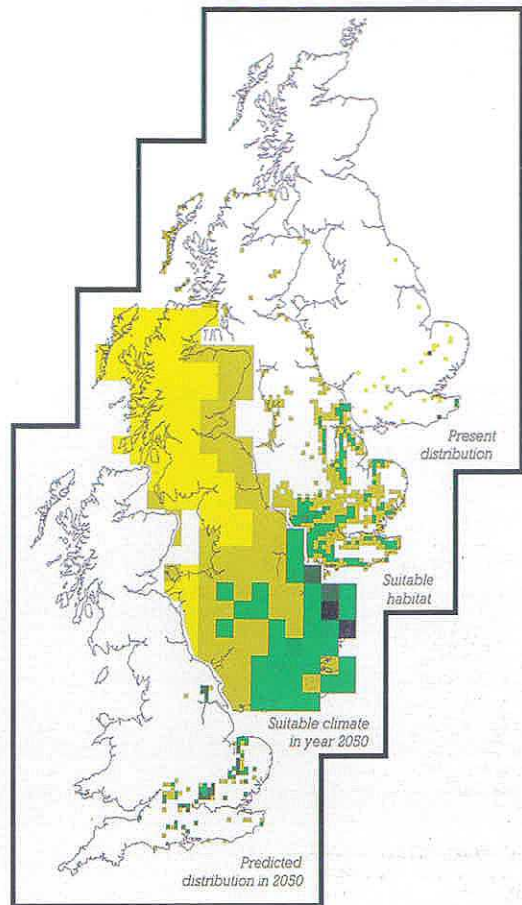 Present
distribution
Suitable
habitat
Suitable climate
in year 2050
Predicted
distribution in 2050